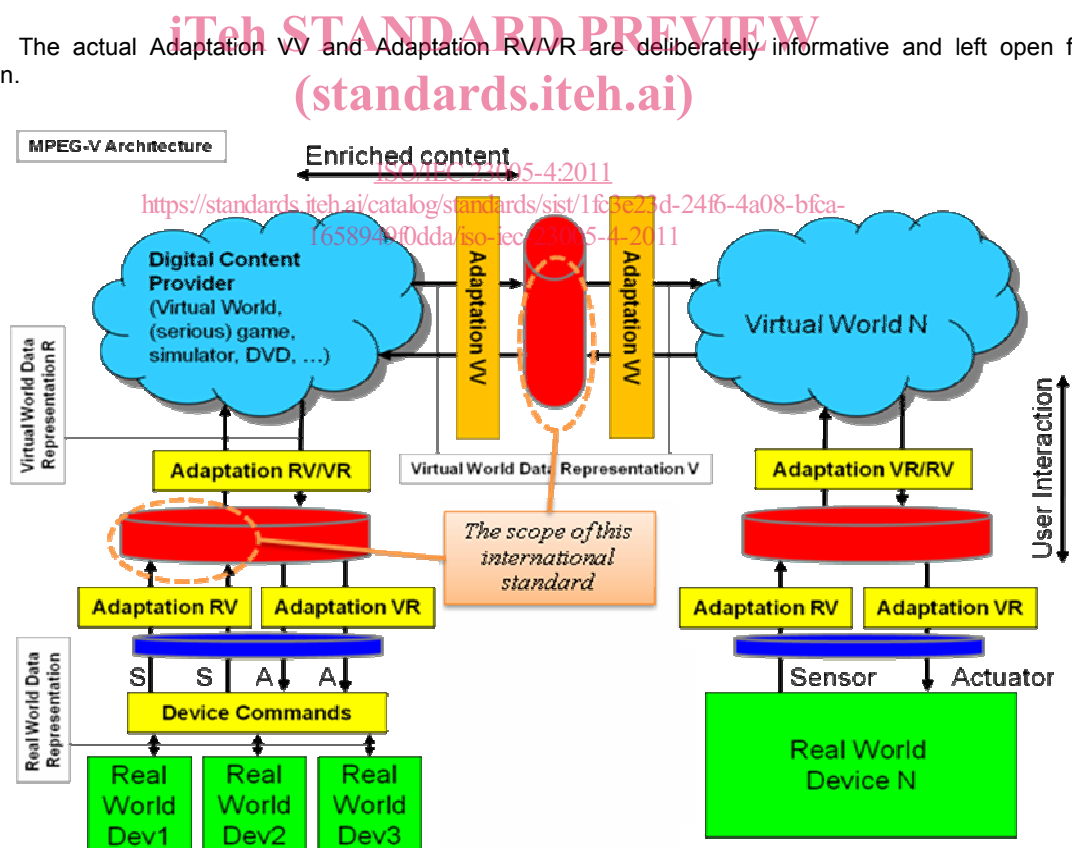 iTeh STANDARD PREVIEW
The actual Adaptation VV and Adaptation RV/VR are deliberately informative and left open f
n.
(standards.iteh.ai)
MPEG-V Architecture
Enriched content
ISO/IEC 23005-4:2011
https://standards.iteh.ai/catalog/standards/sist/1fc3e23d-24f6-4a08-bfca-
1658949f0dda/iso-iec-23005-4-2011
Digital Content
Provider
(Virtual World,
(serious) game,
simulator, DVD, ...)
Adaptation VV
Adaptation VV
Virtual World N
Virtual World Data
Representation R
Adaptation RV/VR
Virtual World Data Representation V
Adaptation VR/RV
User Interaction
The scope of this
international
standard
Adaptation RV
Adaptation VR
Adaptation RV
Adaptation VR
Real World Data
Representation
S S A A
Sensor Actuator
Device Commands
Real World Dev1
Real World Dev2
Real World Dev3
Real World
Device N